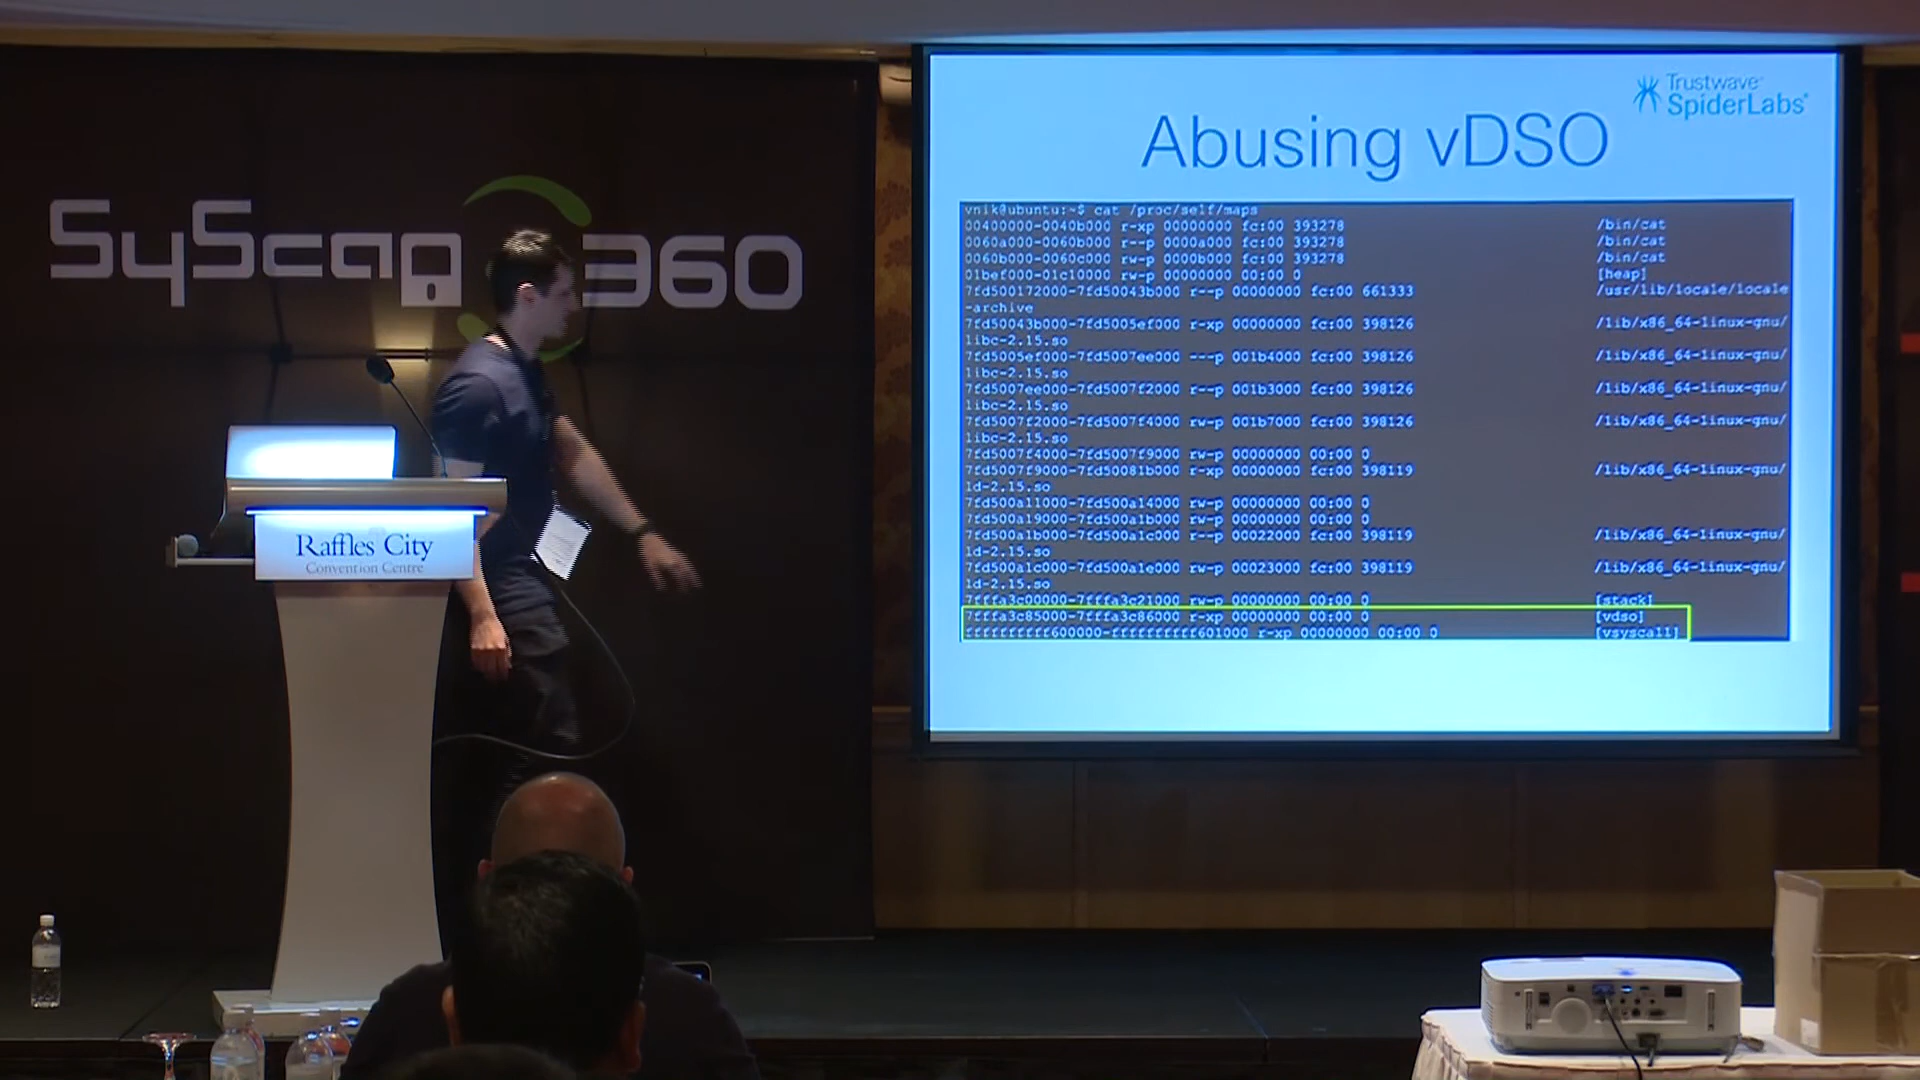 SyScan 360
Raffles City
Convention Centre
Trustwave
SpiderLabs
Abusing vDSO
vnik@ubuntu:~$ cat /proc/self/maps
00400000-0040b000 r-xp 00000000 fc:00 393278 /bin/cat
0060a000-0060b000 r--p 0000a000 fc:00 393278 /bin/cat
0060b000-0060c000 rw-p 0000b000 fc:00 393278 /bin/cat
01bef000-01c10000 rw-p 00000000 00:00 0 [heap]
7fd500172000-7fd50043b000 r--p 00000000 fc:00 661333 /usr/lib/locale/locale
-archive
7fd50043b000-7fd5005ef000 r-xp 00000000 fc:00 398126 /lib/x86_64-linux-gnu/
libc-2.15.so
7fd5005ef000-7fd5007ee000 ---p 001b4000 fc:00 398126 /lib/x86_64-linux-gnu/
libc-2.15.so
7fd5007ee000-7fd5007f2000 r--p 001b3000 fc:00 398126 /lib/x86_64-linux-gnu/
libc-2.15.so
7fd5007f2000-7fd5007f4000 rw-p 001b7000 fc:00 398126 /lib/x86_64-linux-gnu/
libc-2.15.so
7fd5007f4000-7fd5007f9000 rw-p 00000000 00:00 0
7fd5007f9000-7fd50081b000 r-xp 00000000 fc:00 398119 /lib/x86_64-linux-gnu/
ld-2.15.so
7fd500a11000-7fd500a14000 rw-p 00000000 00:00 0
7fd500a19000-7fd500a1b000 rw-p 00000000 00:00 0
7fd500a1b000-7fd500a1c000 r--p 00022000 fc:00 398119 /lib/x86_64-linux-gnu/
ld-2.15.so
7fd500a1c000-7fd500a1e000 rw-p 00023000 fc:00 398119 /lib/x86_64-linux-gnu/
ld-2.15.so
7fffa3c00000-7fffa3c21000 rw-p 00000000 00:00 0 [stack]
7fffa3c85000-7fffa3c86000 r-xp 00000000 00:00 0 [vdso]
ffffffffff600000-ffffffffff601000 r-xp 00000000 00:00 0 [vsyscall]